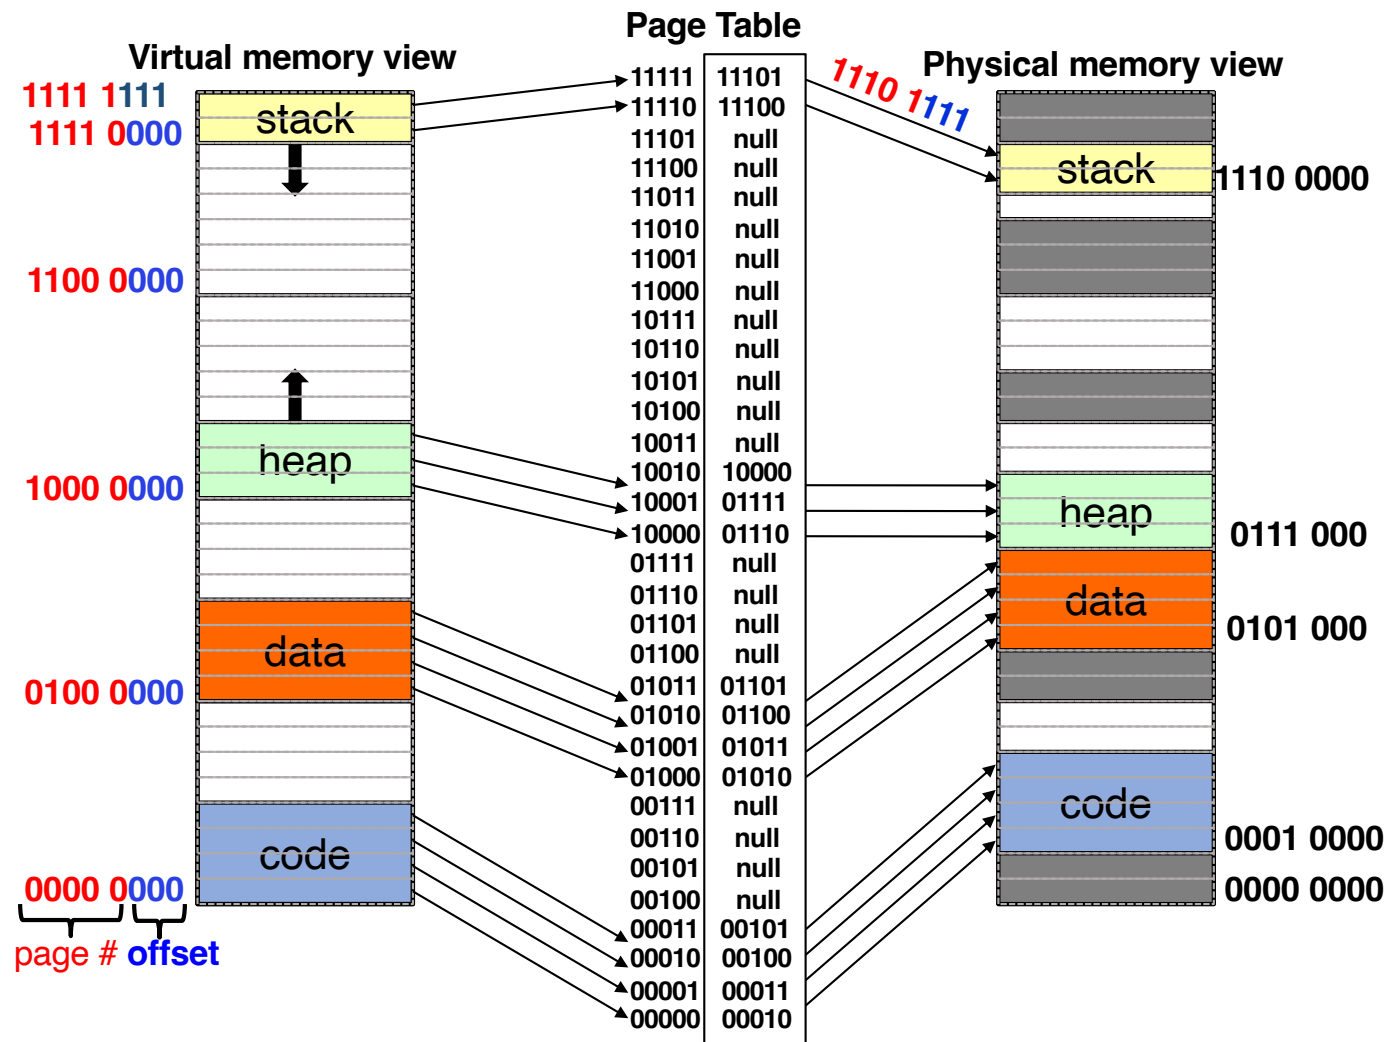 Page Table
Virtual memory view
Physical memory view
1111 1111
1111 0000
1100 0000
1000 0000
0100 0000
0000 0000
page # offset
stack
heap
data
code
11111 11101
11110 11100
11101 null
11100 null
11011 null
11010 null
11001 null
11000 null
10111 null
10110 null
10101 null
10100 null
10011 null
10010 10000
10001 01111
10000 01110
01111 null
01110 null
01101 null
01100 null
01011 01101
01010 01100
01001 01011
01000 01010
00111 null
00110 null
00101 null
00100 null
00011 00101
00010 00100
00001 00011
00000 00010
1110 1111
stack
heap
data
code
1110 0000
0111 000
0101 000
0001 0000
0000 0000